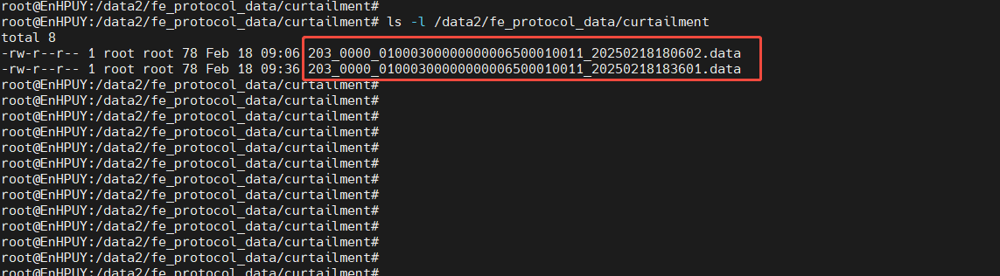 root@EnHPUY:/data2/fe_protocol_data/curtailment#
root@EnHPUY:/data2/fe_protocol_data/curtailment# ls -l /data2/fe_protocol_data/curtailment
total 8
-rw-r--r-- 1 root root 78 Feb 18 09:06 203_0000_01000300000000006500010011_20250218180602.data
-rw-r--r-- 1 root root 78 Feb 18 09:36 203_0000_01000300000000006500010011_20250218183601.data
root@EnHPUY:/data2/fe_protocol_data/curtailment#
root@EnHPUY:/data2/fe_protocol_data/curtailment#
root@EnHPUY:/data2/fe_protocol_data/curtailment#
root@EnHPUY:/data2/fe_protocol_data/curtailment#
root@EnHPUY:/data2/fe_protocol_data/curtailment#
root@EnHPUY:/data2/fe_protocol_data/curtailment#
root@EnHPUY:/data2/fe_protocol_data/curtailment#
root@EnHPUY:/data2/fe_protocol_data/curtailment#
root@EnHPUY:/data2/fe_protocol_data/curtailment#
root@EnHPUY:/data2/fe_protocol_data/curtailment#
root@EnHPUY:/data2/fe_protocol_data/curtailment#
root@EnHPUY:/data2/fe_protocol_data/curtailment#
root@EnHPUY:/data2/fe_protocol_data/curtailment#